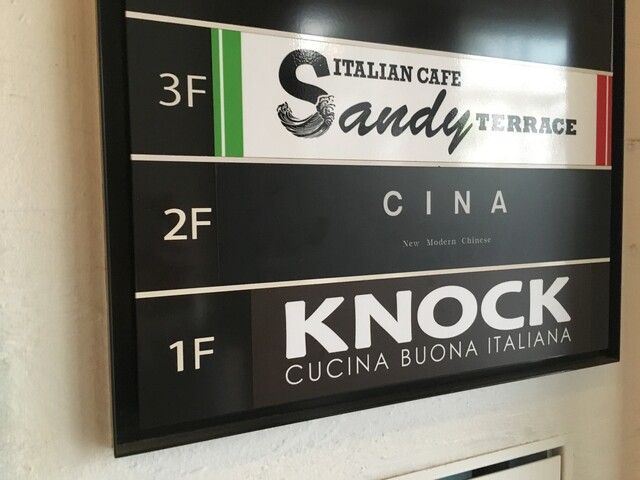 3F
ITALIAN CAFE
Sandy TERRACE
2F
CINA
New Modern Chinese
1F
KNOCK
CUCINA BUONA ITALIANA